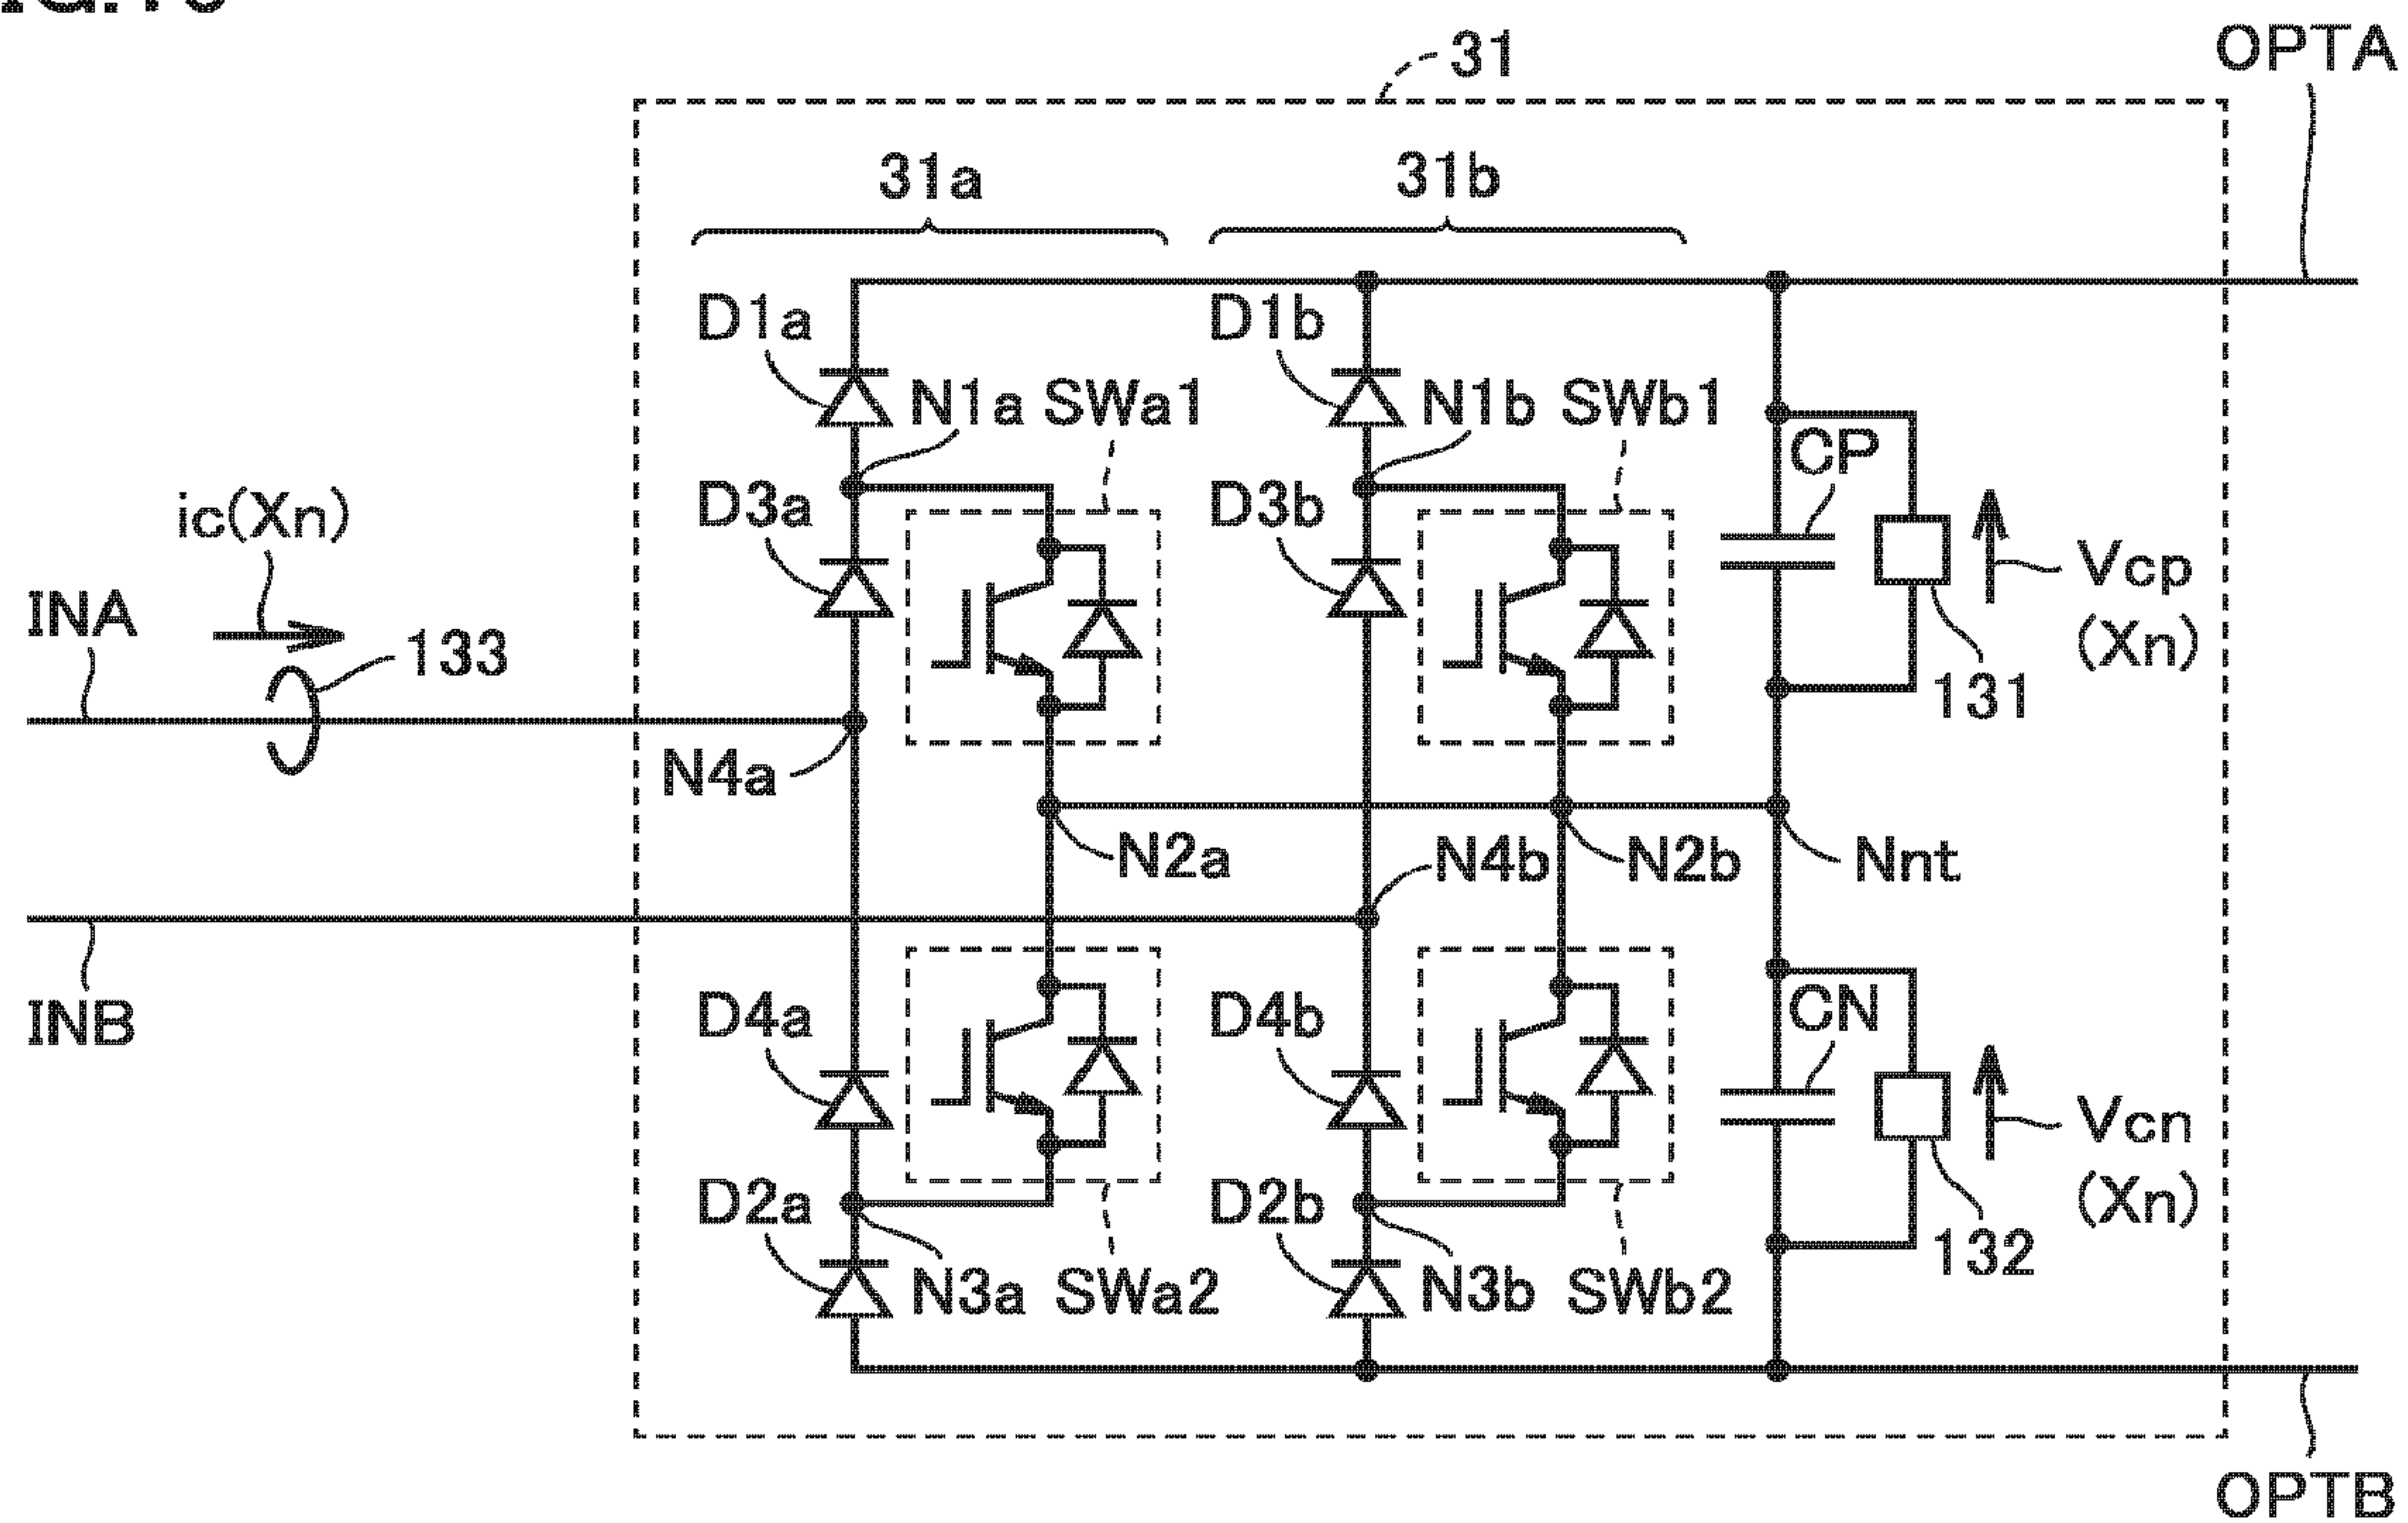 31
OPTA
31a
31b
D1a
D1b
N1a SWa1
N1b SWb1
CP
D3a
D3b
ic(Xn)
Vcp
(Xn)
INA
133
131
N4a
N2a
N4b
N2b
Nnt
INB
D4a
D4b
CN
Vcn
(Xn)
D2a
D2b
132
N3a SWa2
N3b SWb2
OPTB